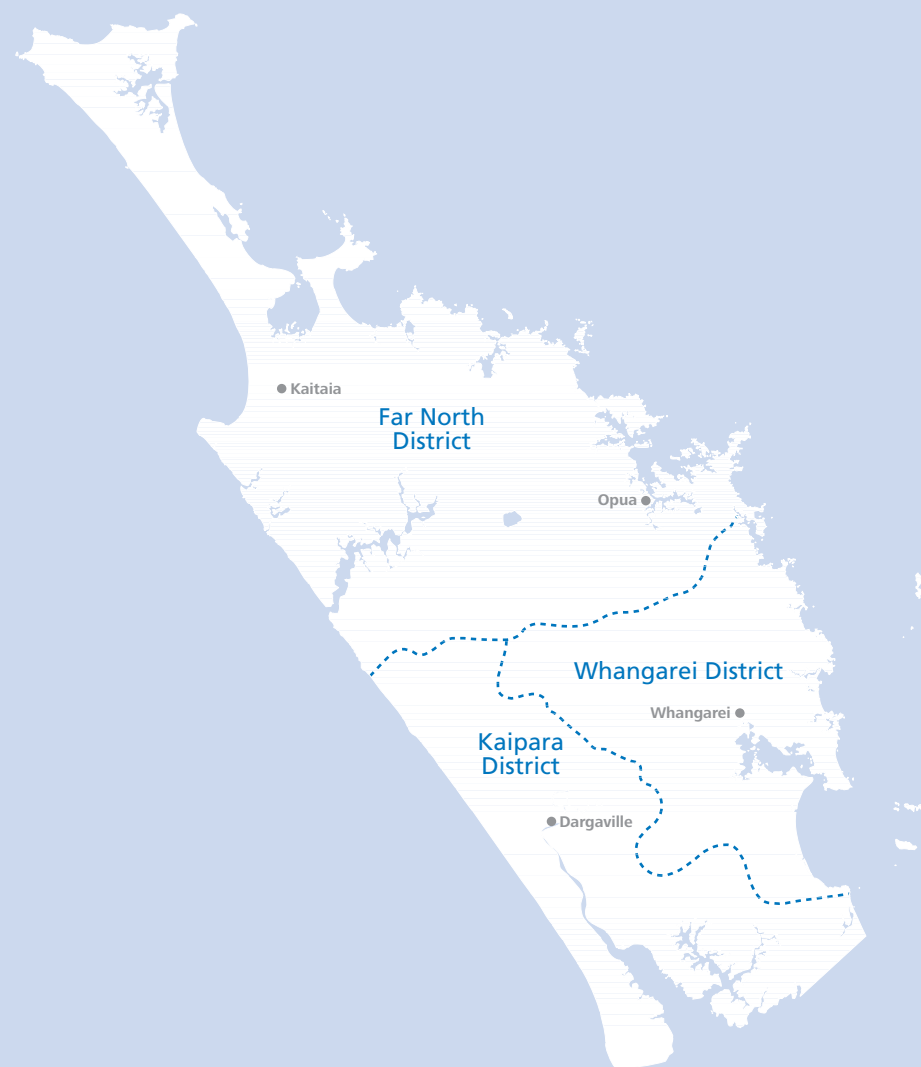 Kaitaia
Far North
District
Opua
Whangarei District
Whangarei
Kaipara
District
Dargaville